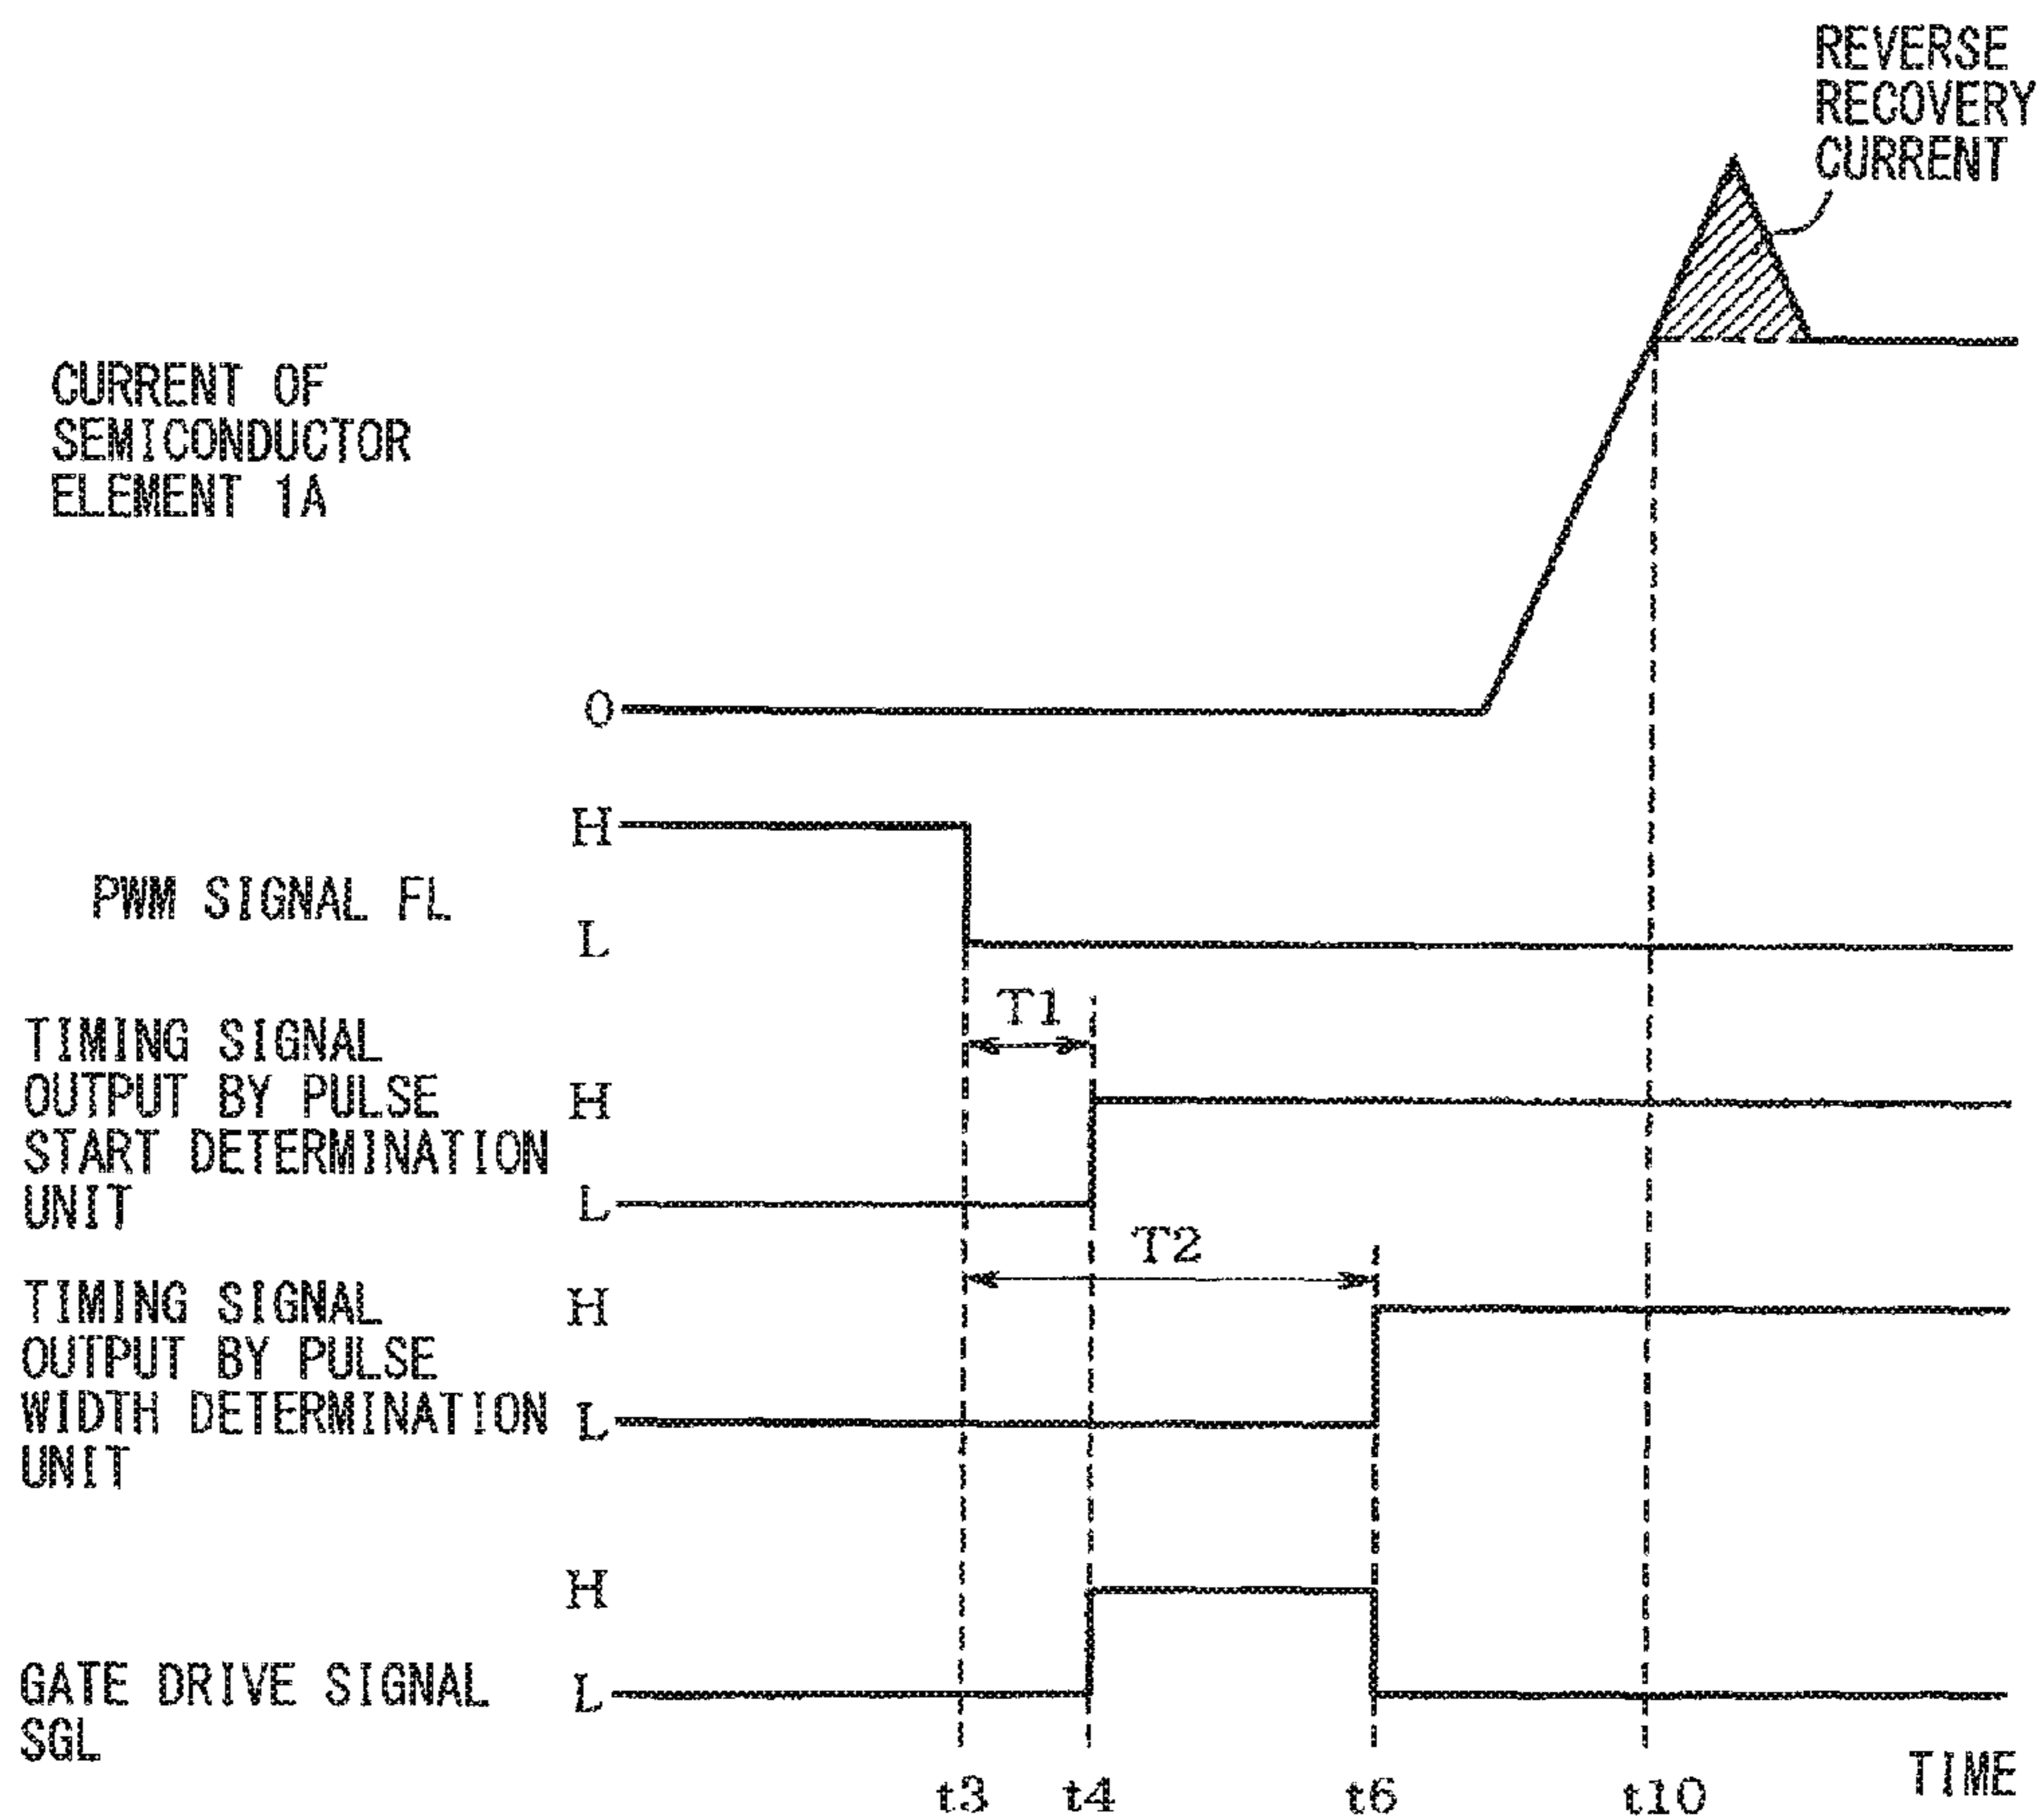 REVERSE
RECOVERY
CURRENT
CURRENT OF
SEMICONDUCTOR
ELEMENT 1A
0
H
PWM SIGNAL FL
L
T1
TIMING SIGNAL
OUTPUT BY PULSE
START DETERMINATION
UNIT
H
L
T2
TIMING SIGNAL
OUTPUT BY PULSE
WIDTH DETERMINATION
UNIT
H
L
H
GATE DRIVE SIGNAL
SGL
L
t3 t4 t6 t10
TIME